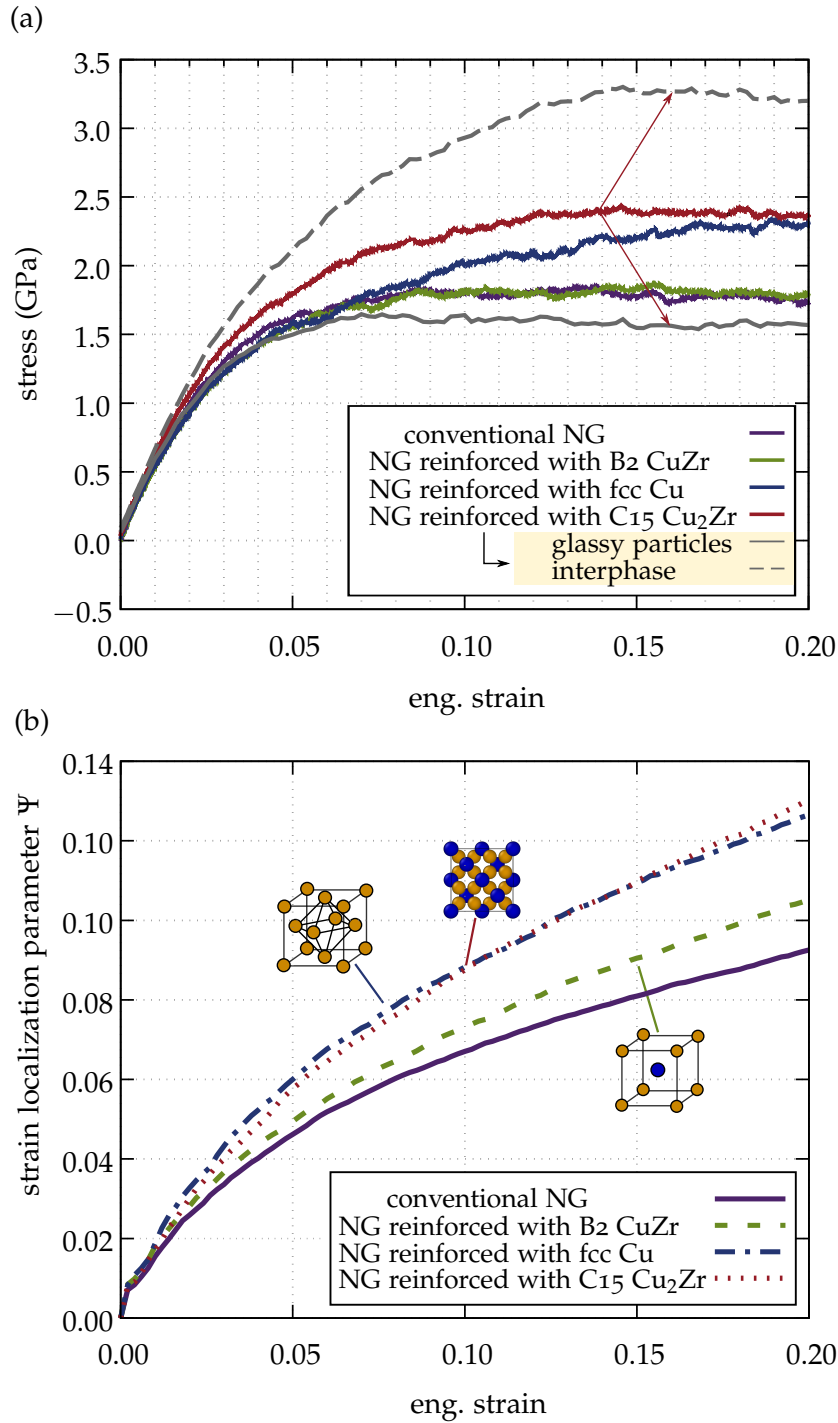 (a)
3.5
3.0
2.5
2.0
1.5
1.0
0.5
0.0
−0.5
stress (GPa)
conventional NG
NG reinforced with B2 CuZr
NG reinforced with fcc Cu
NG reinforced with C15 Cu₂Zr
glassy particles
interphase
0.00 0.05 0.10 0.15 0.20
eng. strain
(b)
0.14
0.10
0.10
0.08
0.06
0.04
0.02
0.00
strain localization parameter Ψ
conventional NG
NG reinforced with B2 CuZr
NG reinforced with fcc Cu
NG reinforced with C15 Cu₂Zr
0.00 0.05 0.10 0.15 0.20
eng. strain